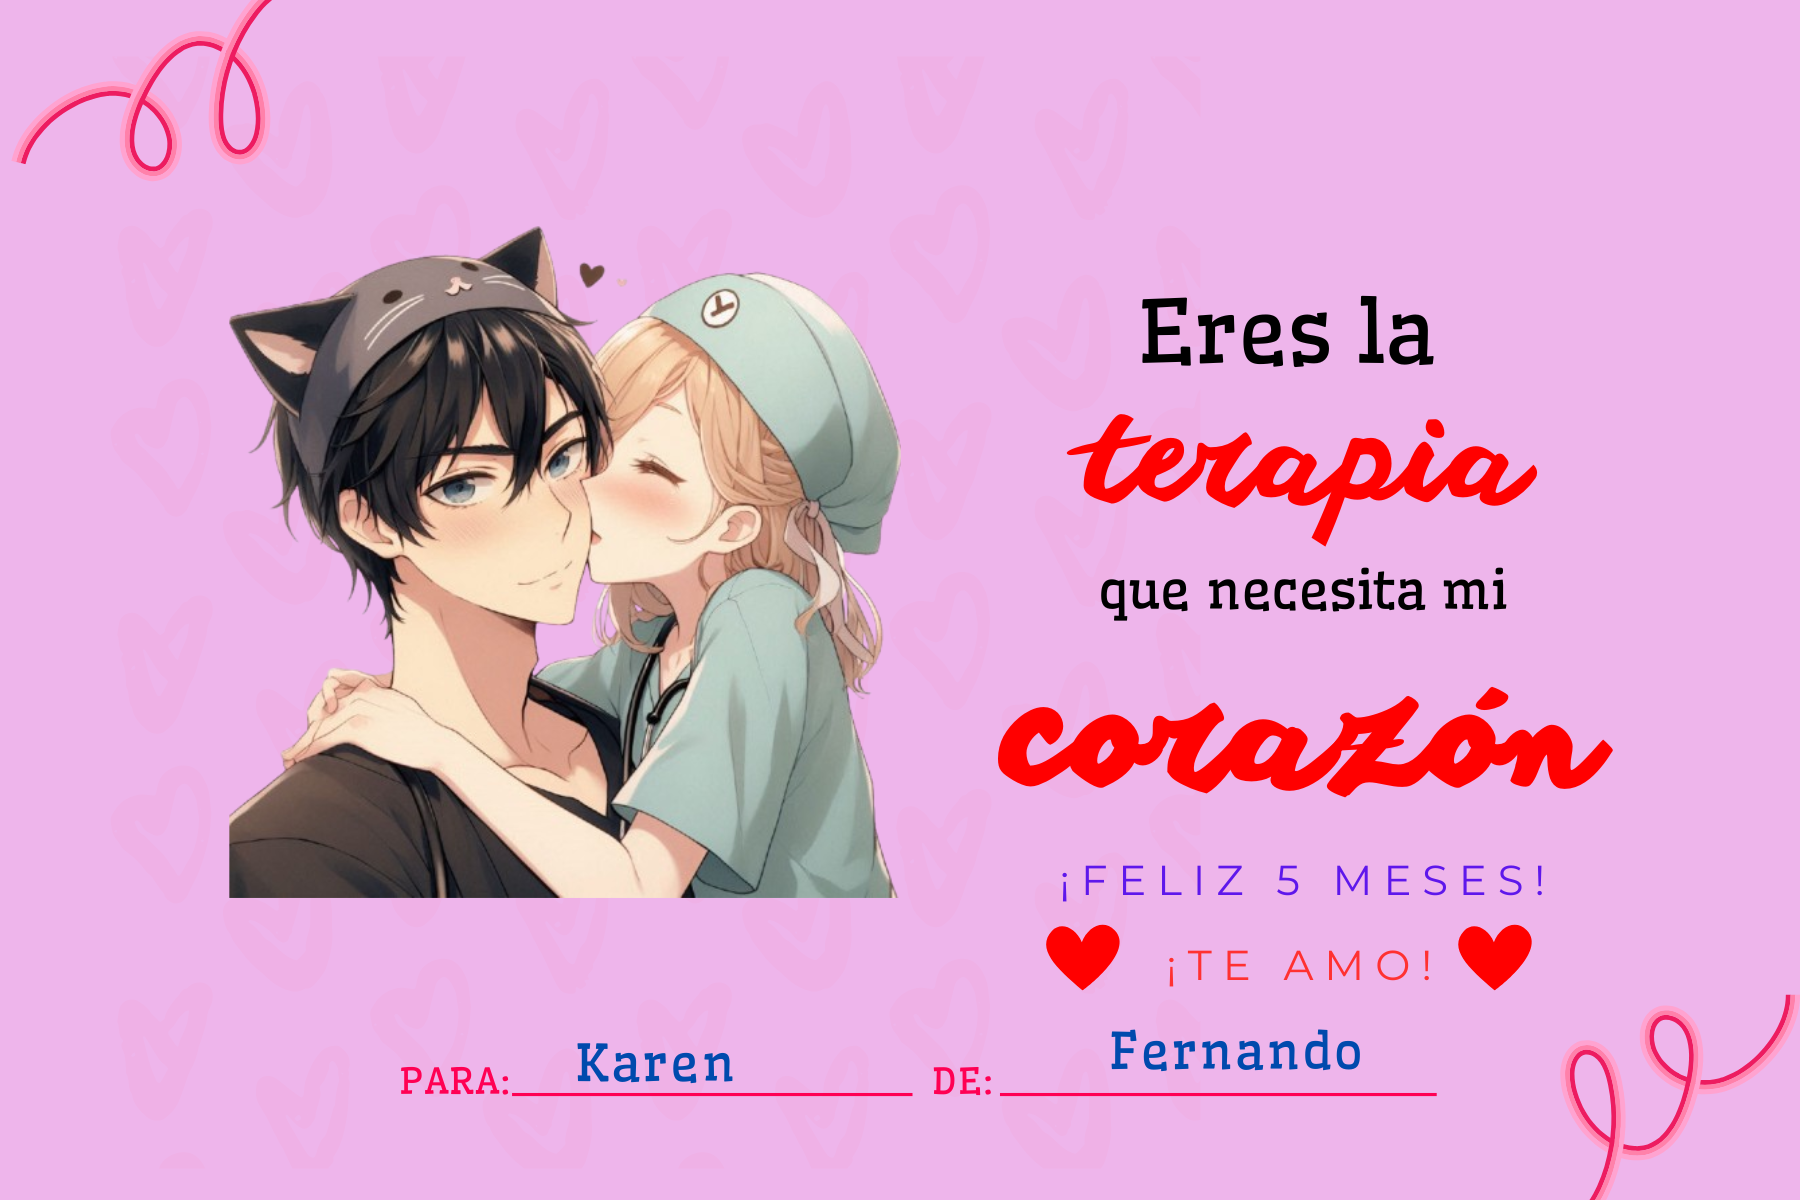 Eres la
terapia
que necesita mi
corazón
¡FELIZ 5 MESES!
¡TE AMO!
PARA: Karen DE: Fernando